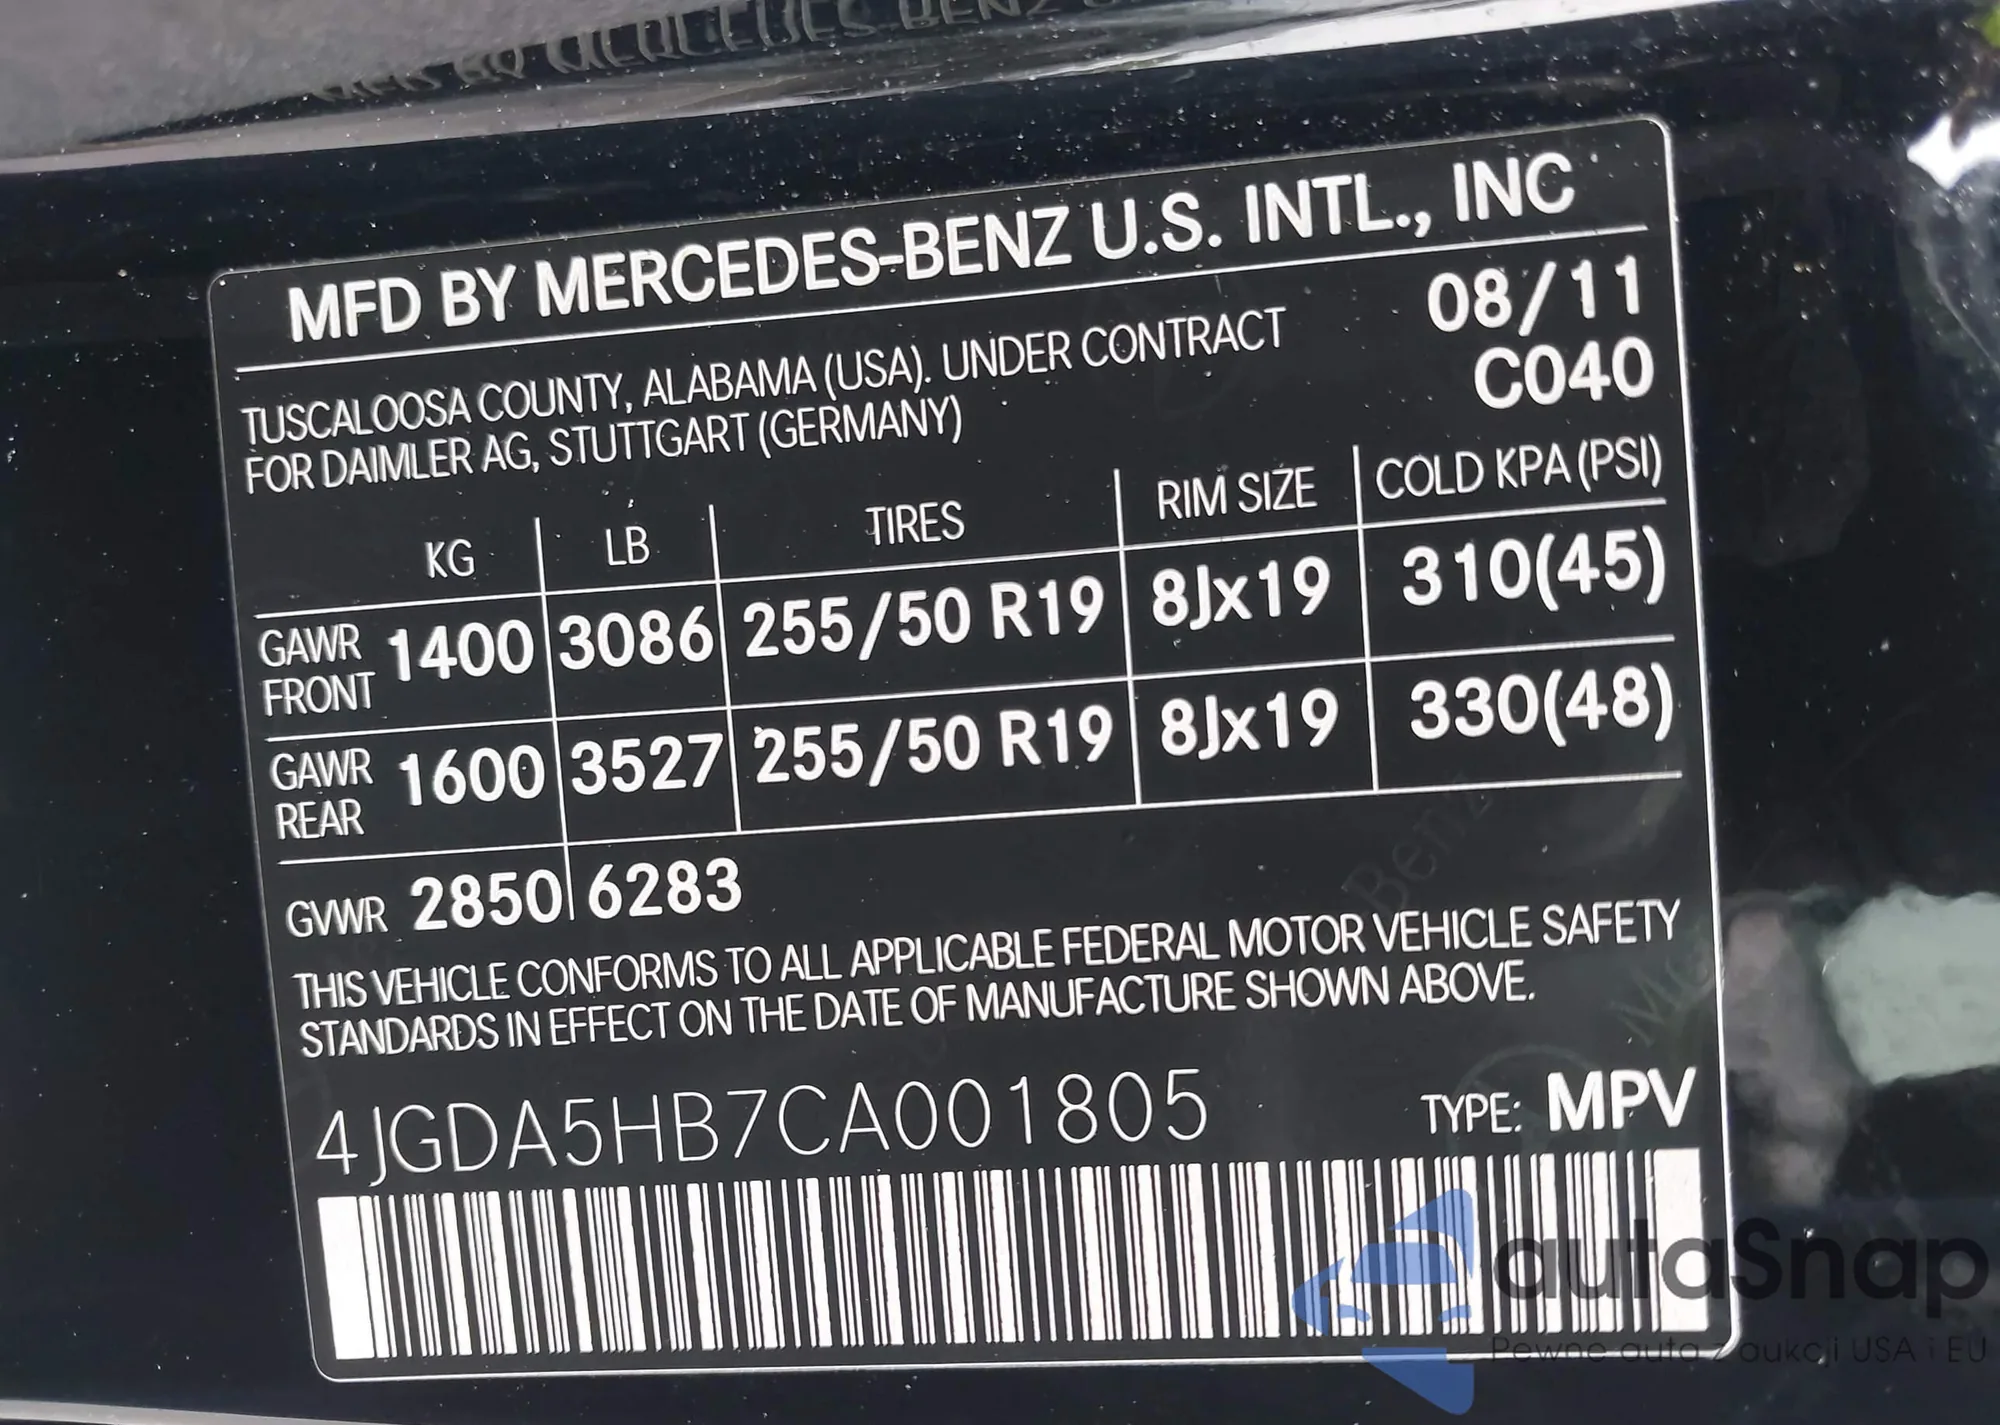 MFD BY MERCEDES-BENZ U.S. INTL., INC
08/11
TUSCALOOSA COUNTY, ALABAMA (USA). UNDER CONTRACT
C040
FOR DAIMLER AG, STUTTGART (GERMANY)
KG LB TIRES RIM SIZE COLD KPA (PSI)
GAWR FRONT 1400 3086 255/50 R19 8Jx19 310(45)
GAWR REAR 1600 3527 255/50 R19 8Jx19 330(48)
GVWR 2850 6283
THIS VEHICLE CONFORMS TO ALL APPLICABLE FEDERAL MOTOR VEHICLE SAFETY
STANDARDS IN EFFECT ON THE DATE OF MANUFACTURE SHOWN ABOVE.
4JGDA5HB7CA001805 TYPE: MPV
autaSnap
Pewne auta z aukcji USA i EU